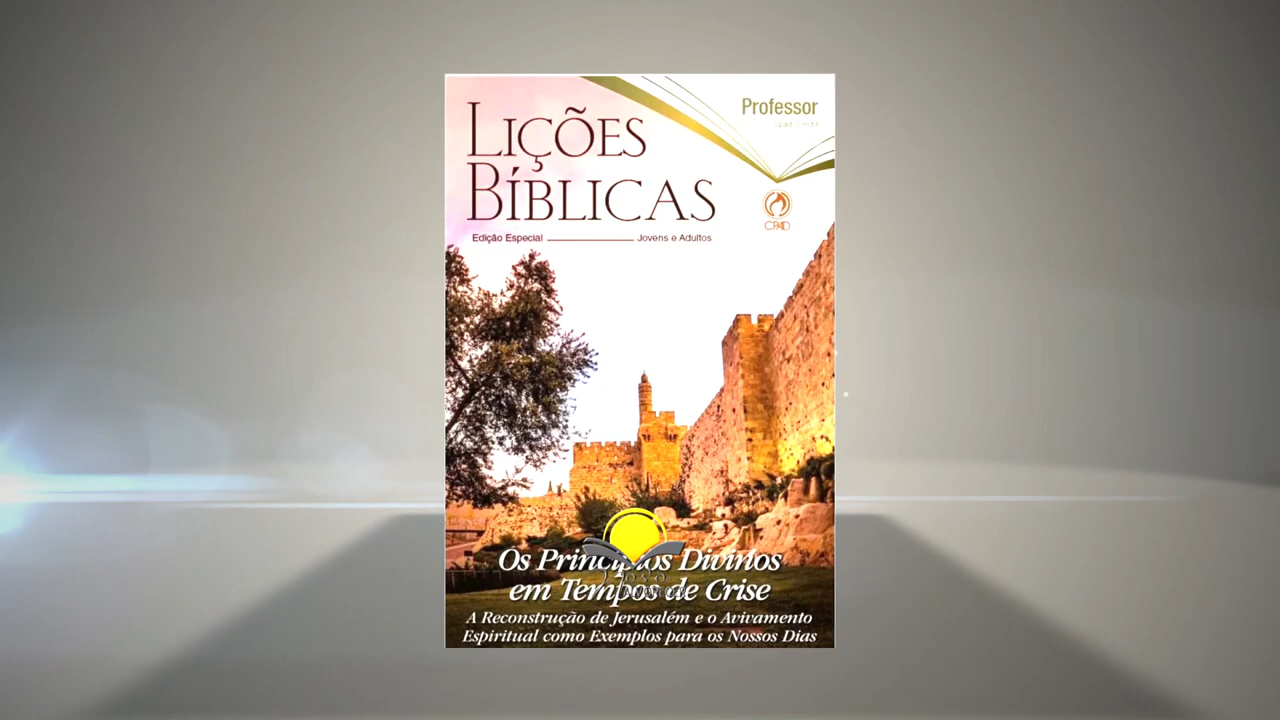 LIÇÕES
BÍBLICAS
Professor
CPAD
Edição Especial
Jovens e Adultos
Os Princípios Divinos
em Tempos de Crise
A Reconstrução de Jerusalém e o Avivamento
Espiritual como Exemplos para os Nossos Dias